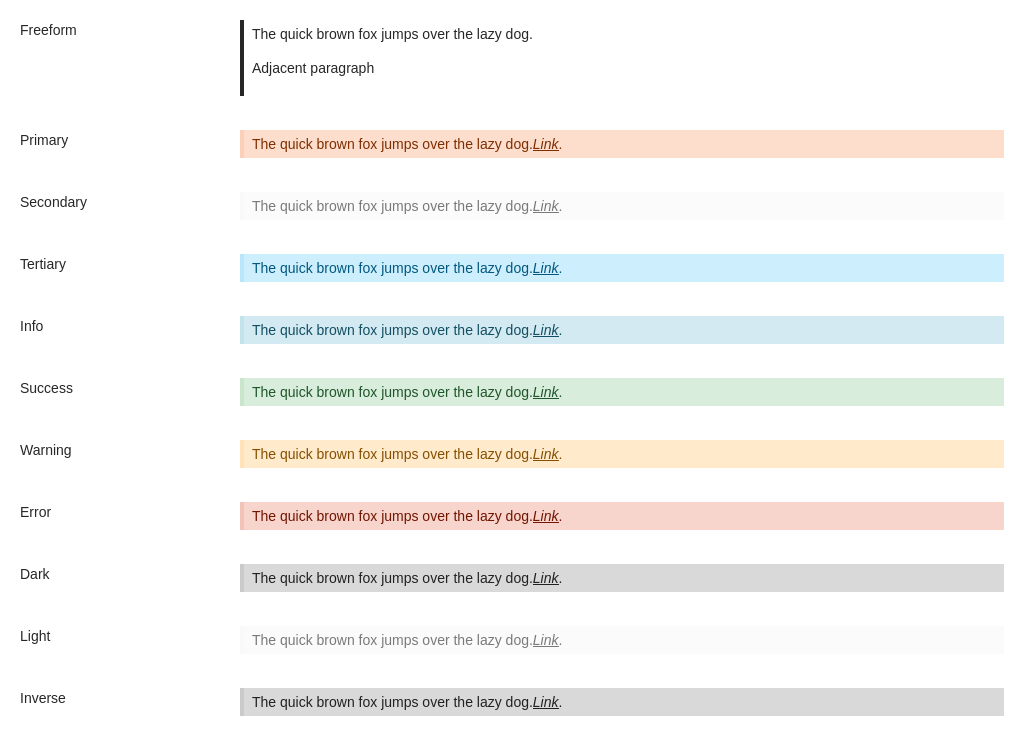 Freeform
The quick brown fox jumps over the lazy dog.
Adjacent paragraph
Primary
The quick brown fox jumps over the lazy dog.Link.
Secondary
The quick brown fox jumps over the lazy dog.Link.
Tertiary
The quick brown fox jumps over the lazy dog.Link.
Info
The quick brown fox jumps over the lazy dog.Link.
Success
The quick brown fox jumps over the lazy dog.Link.
Warning
The quick brown fox jumps over the lazy dog.Link.
Error
The quick brown fox jumps over the lazy dog.Link.
Dark
The quick brown fox jumps over the lazy dog.Link.
Light
The quick brown fox jumps over the lazy dog.Link.
Inverse
The quick brown fox jumps over the lazy dog.Link.